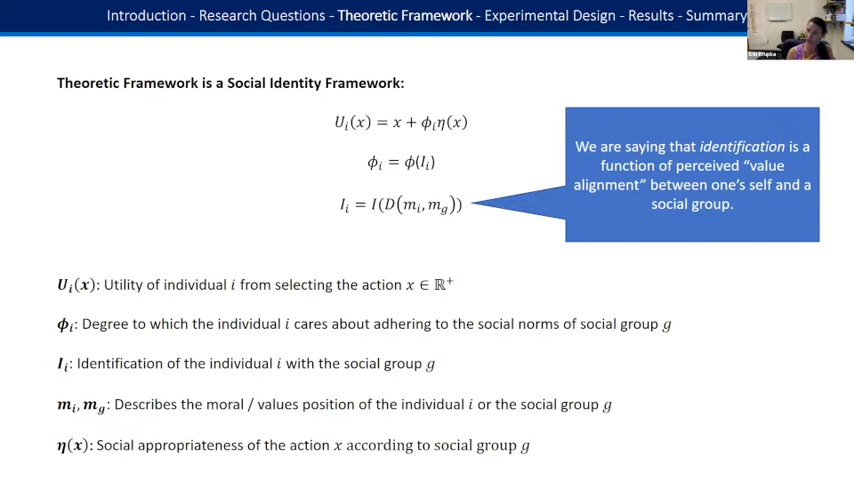 Introduction - Research Questions - Theoretic Framework - Experimental Design - Results - Summary
Erin Krupka
Theoretic Framework is a Social Identity Framework:
Uᵢ(x) = x + ϕᵢη(x)
ϕᵢ = ϕ(Iᵢ)
Iᵢ = I(D(mᵢ, m_g))
We are saying that identification is a
function of perceived “value
alignment” between one’s self and a
social group.
Uᵢ(x): Utility of individual i from selecting the action x ∈ ℝ⁺
ϕᵢ: Degree to which the individual i cares about adhering to the social norms of social group g
Iᵢ: Identification of the individual i with the social group g
mᵢ, m_g: Describes the moral / values position of the individual i or the social group g
η(x): Social appropriateness of the action x according to social group g